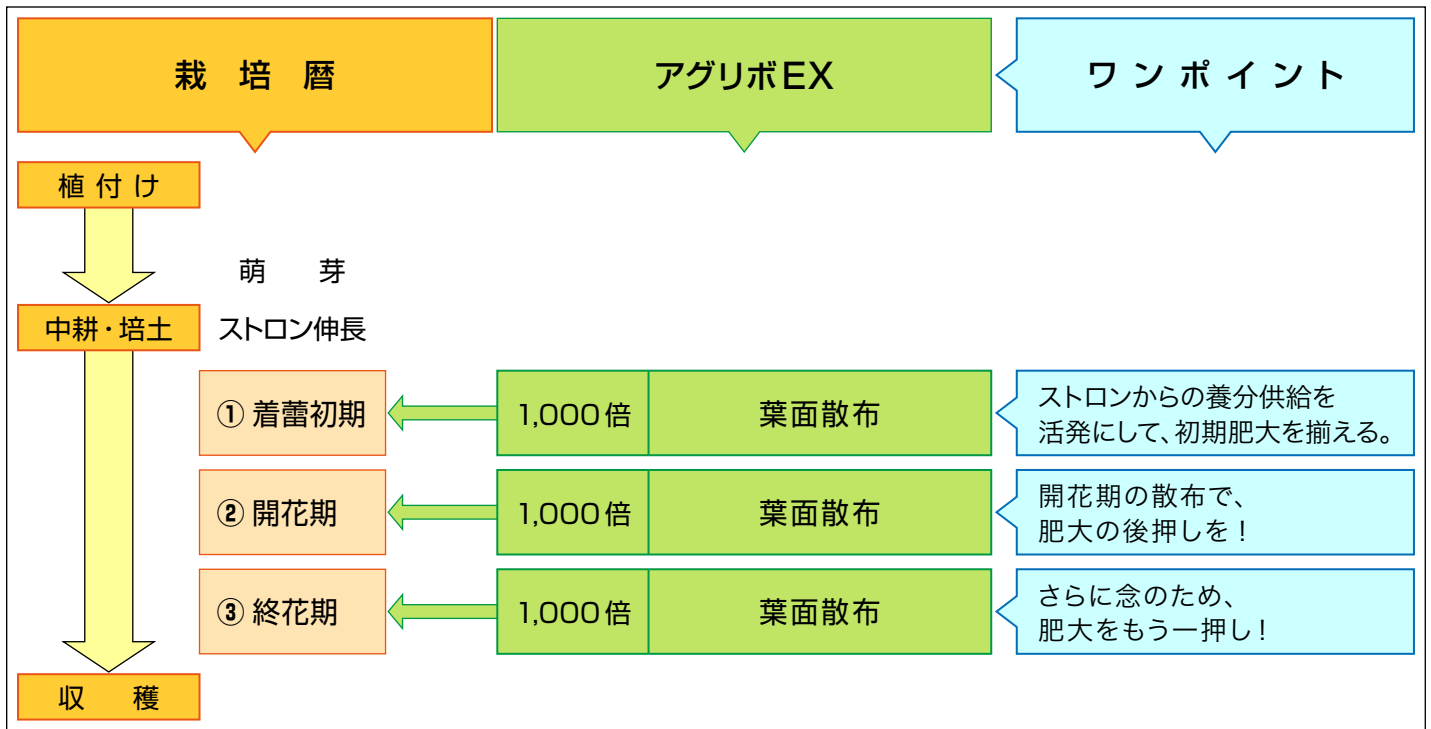 栽培暦
アグリボEX
ワンポイント
植付け
萌芽
中耕・培土
ストロン伸長
① 着蕾初期
1,000倍
葉面散布
ストロンからの養分供給を
活発にして、初期肥大を揃える。
② 開花期
1,000倍
葉面散布
開花期の散布で、
肥大の後押しを！
③ 終花期
1,000倍
葉面散布
さらに念のため、
肥大をもう一押し！
収穫